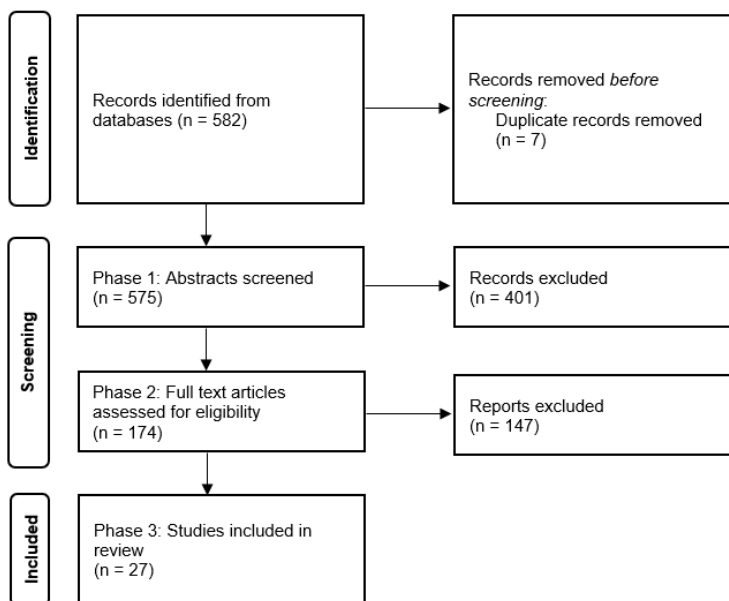 Identification
Records identified from
databases (n = 582)
Records removed before
screening:
Duplicate records removed
(n = 7)
Screening
Phase 1: Abstracts screened
(n = 575)
Records excluded
(n = 401)
Phase 2: Full text articles
assessed for eligibility
(n = 174)
Reports excluded
(n = 147)
Included
Phase 3: Studies included in
review
(n = 27)